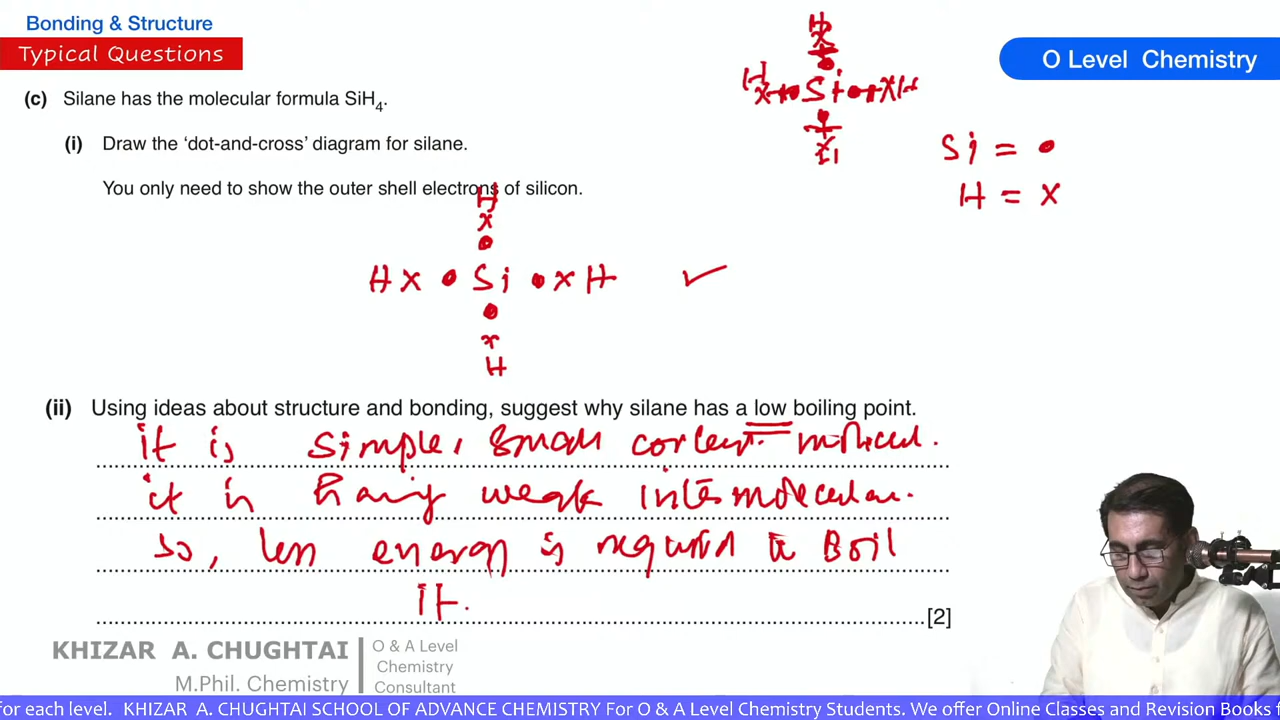 Bonding & Structure
Typical Questions
O Level Chemistry
(c) Silane has the molecular formula SiH₄.
(i) Draw the ‘dot-and-cross’ diagram for silane.
You only need to show the outer shell electrons of silicon.
H
x
H x • Si • x H
x
Si = •
H = x
H
x
•
H x • Si • x H ✓
•
x
H
(ii) Using ideas about structure and bonding, suggest why silane has a low boiling point.
it is simple, small
it is having weak intermolecular.
so, less energy is required to Boil
it.
[2]
KHIZAR A. CHUGHTAI
M.Phil. Chemistry
O & A Level
Chemistry
Consultant
for each level. KHIZAR A. CHUGHTAI SCHOOL OF ADVANCE CHEMISTRY For O & A Level Chemistry Students. We offer Online Classes and Revision Books f